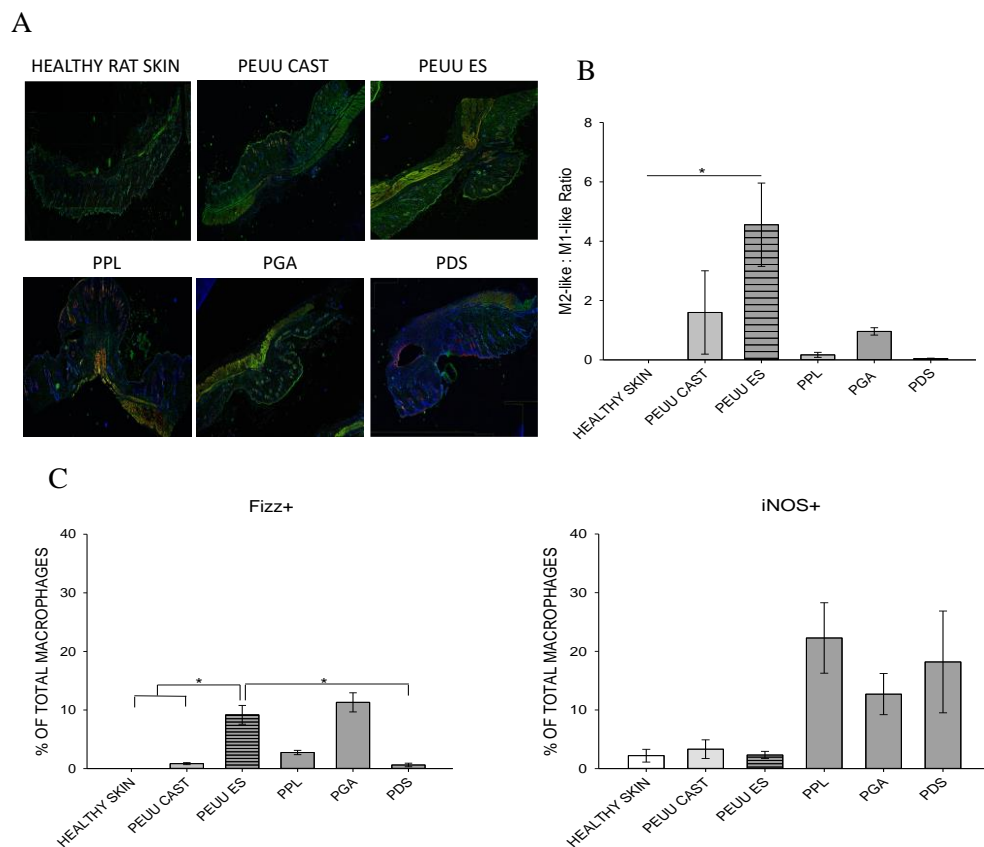 A
HEALTHY RAT SKIN
PEUU CAST
PEUU ES
PPL
PGA
PDS
B
M2-like : M1-like Ratio
8
6
4
2
0
*
HEALTHY SKIN
PEUU CAST
PEUU ES
PPL
PGA
PDS
C
Fizz+
% OF TOTAL MACROPHAGES
40
30
20
10
0
*
*
HEALTHY SKIN
PEUU CAST
PEUU ES
PPL
PGA
PDS
iNOS+
% OF TOTAL MACROPHAGES
40
30
20
10
0
HEALTHY SKIN
PEUU CAST
PEUU ES
PPL
PGA
PDS